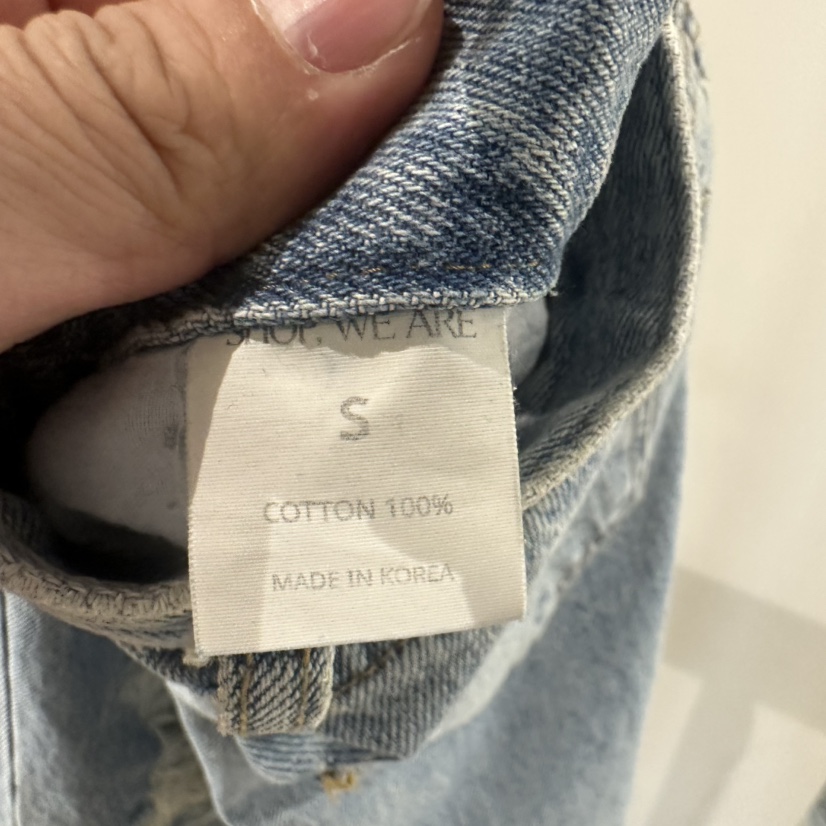 SHOP, WE ARE
S
COTTON 100%
MADE IN KOREA